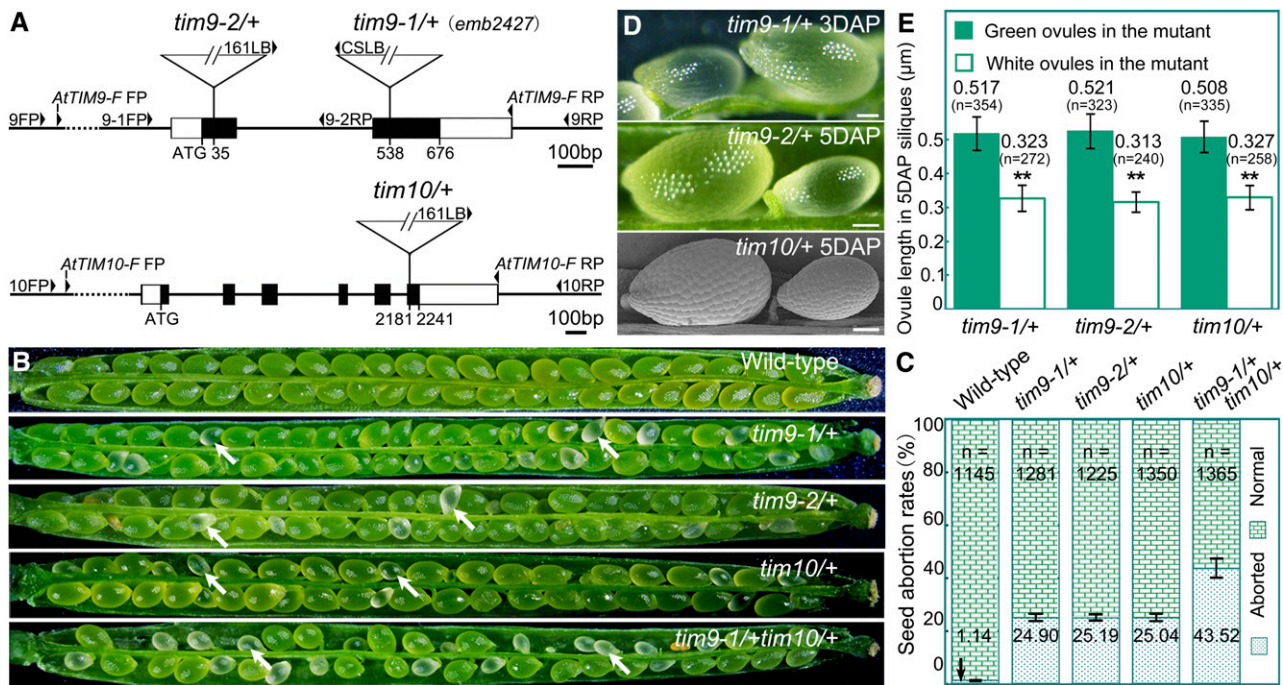 A
tim9-2/+
tim9-1/+ (emb2427)
161LB
CSLB
AtTIM9-F FP
AtTIM9-F RP
9FP
9-1FP
9-2RP
9RP
ATG 35
538 676
100bp
tim10/+
161LB
AtTIM10-F FP
AtTIM10-F RP
10FP
10RP
ATG
2181 2241
100bp
D
tim9-1/+ 3DAP
tim9-2/+ 5DAP
tim10/+ 5DAP
E
Ovule length in 5DAP siliques (μm)
Green ovules in the mutant
White ovules in the mutant
0.517
(n=354)
0.323
(n=272)
**
0.521
(n=323)
0.313
(n=240)
**
0.508
(n=335)
0.327
(n=258)
**
0.5
0.4
0.3
0.2
0.1
0
tim9-1/+
tim9-2/+
tim10/+
B
Wild-type
tim9-1/+
tim9-2/+
tim10/+
tim9-1/+tim10/+
C
Wild-type
tim9-1/+
tim9-2/+
tim10/+
tim9-1/+
tim10/+
Seed abortion rates (%)
100
80
60
40
20
0
n =
1145
n =
1281
n =
1225
n =
1350
n =
1365
1.14
24.90
25.19
25.04
43.52
Normal
Aborted